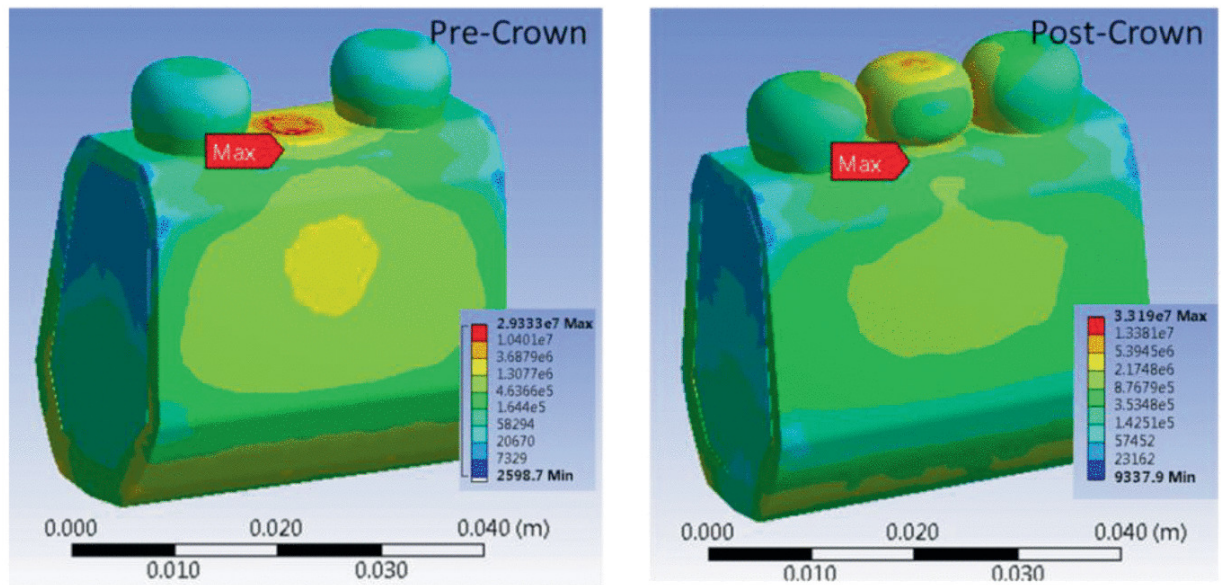 Pre-Crown
Max
2.9333e7 Max
1.0401e7
3.6879e6
1.3077e6
4.6366e5
1.644e5
58294
20670
7329
2598.7 Min
0.000 0.020 0.040 (m)
0.010 0.030
Post-Crown
Max
3.319e7 Max
1.3381e7
5.3945e6
2.1748e6
8.7679e5
3.5348e5
1.4251e5
57452
23162
9337.9 Min
0.000 0.020 0.040 (m)
0.010 0.030